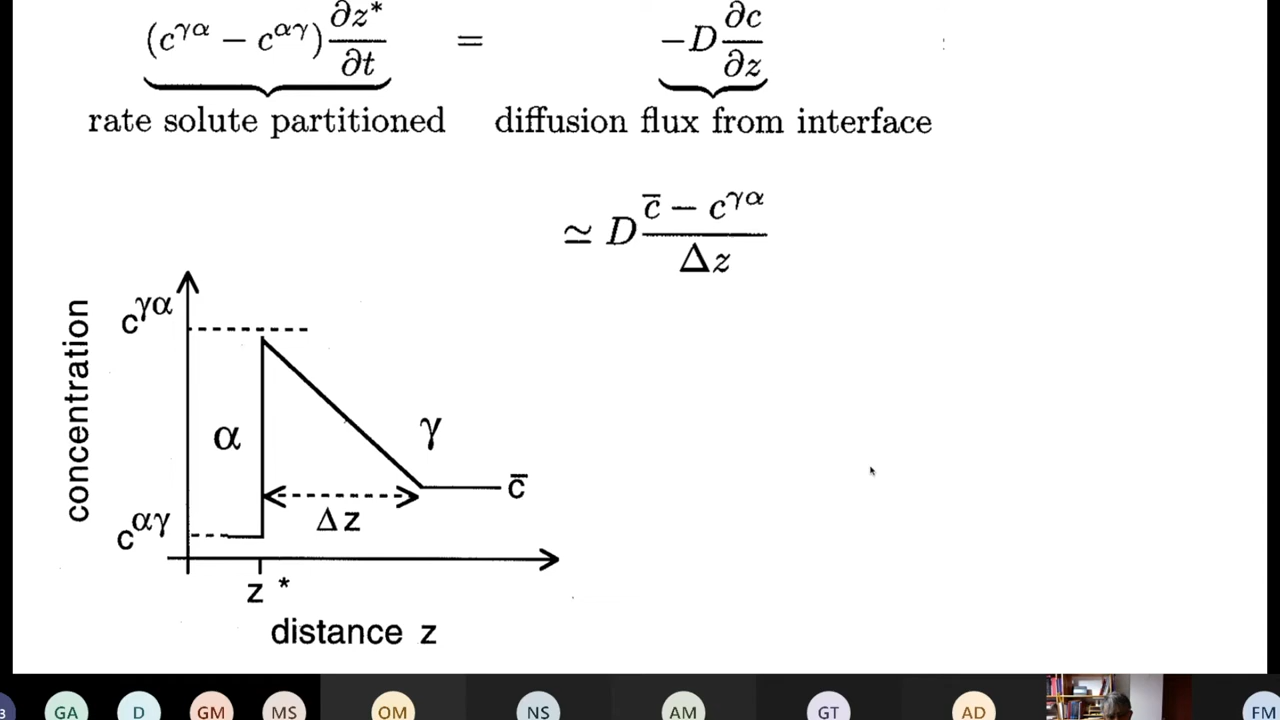 (c^{γα} − c^{αγ}) ∂z*/∂t = −D ∂c/∂z
rate solute partitioned diffusion flux from interface
≃ D (c̄ − c^{γα})/Δz
concentration
c^{γα}
α
γ
c̄
Δz
c^{αγ}
z *
distance z
3 GA D GM MS OM NS AM GT AD FM